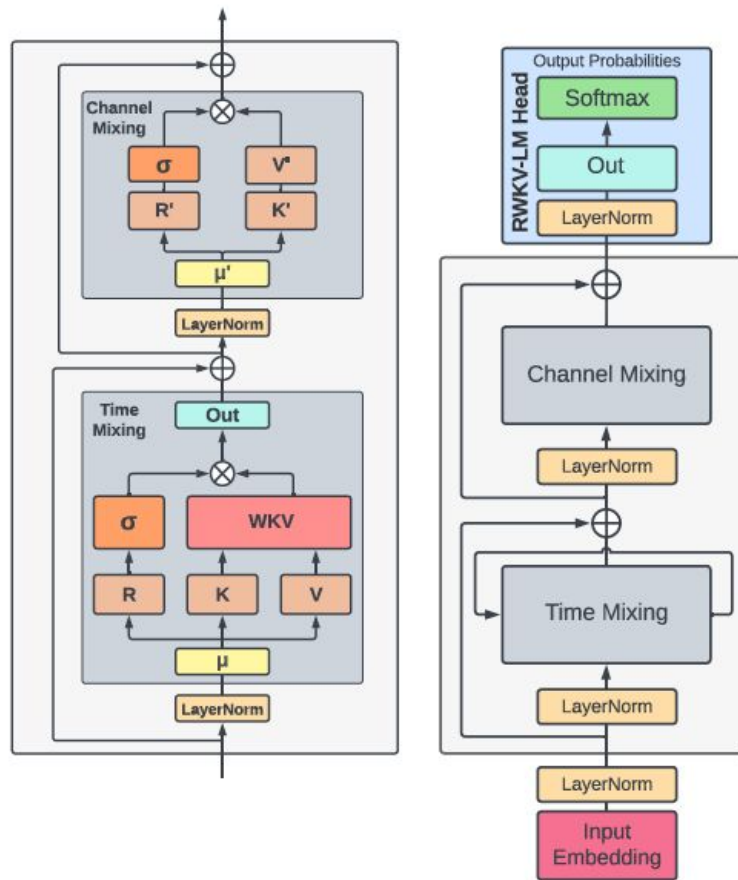 Channel
Mixing
σ
V'
R'
K'
μ'
LayerNorm
Time
Mixing
Out
σ
WKV
R
K
V
μ
LayerNorm
Output Probabilities
RWKV-LM Head
Softmax
Out
LayerNorm
Channel Mixing
LayerNorm
Time Mixing
LayerNorm
LayerNorm
Input
Embedding